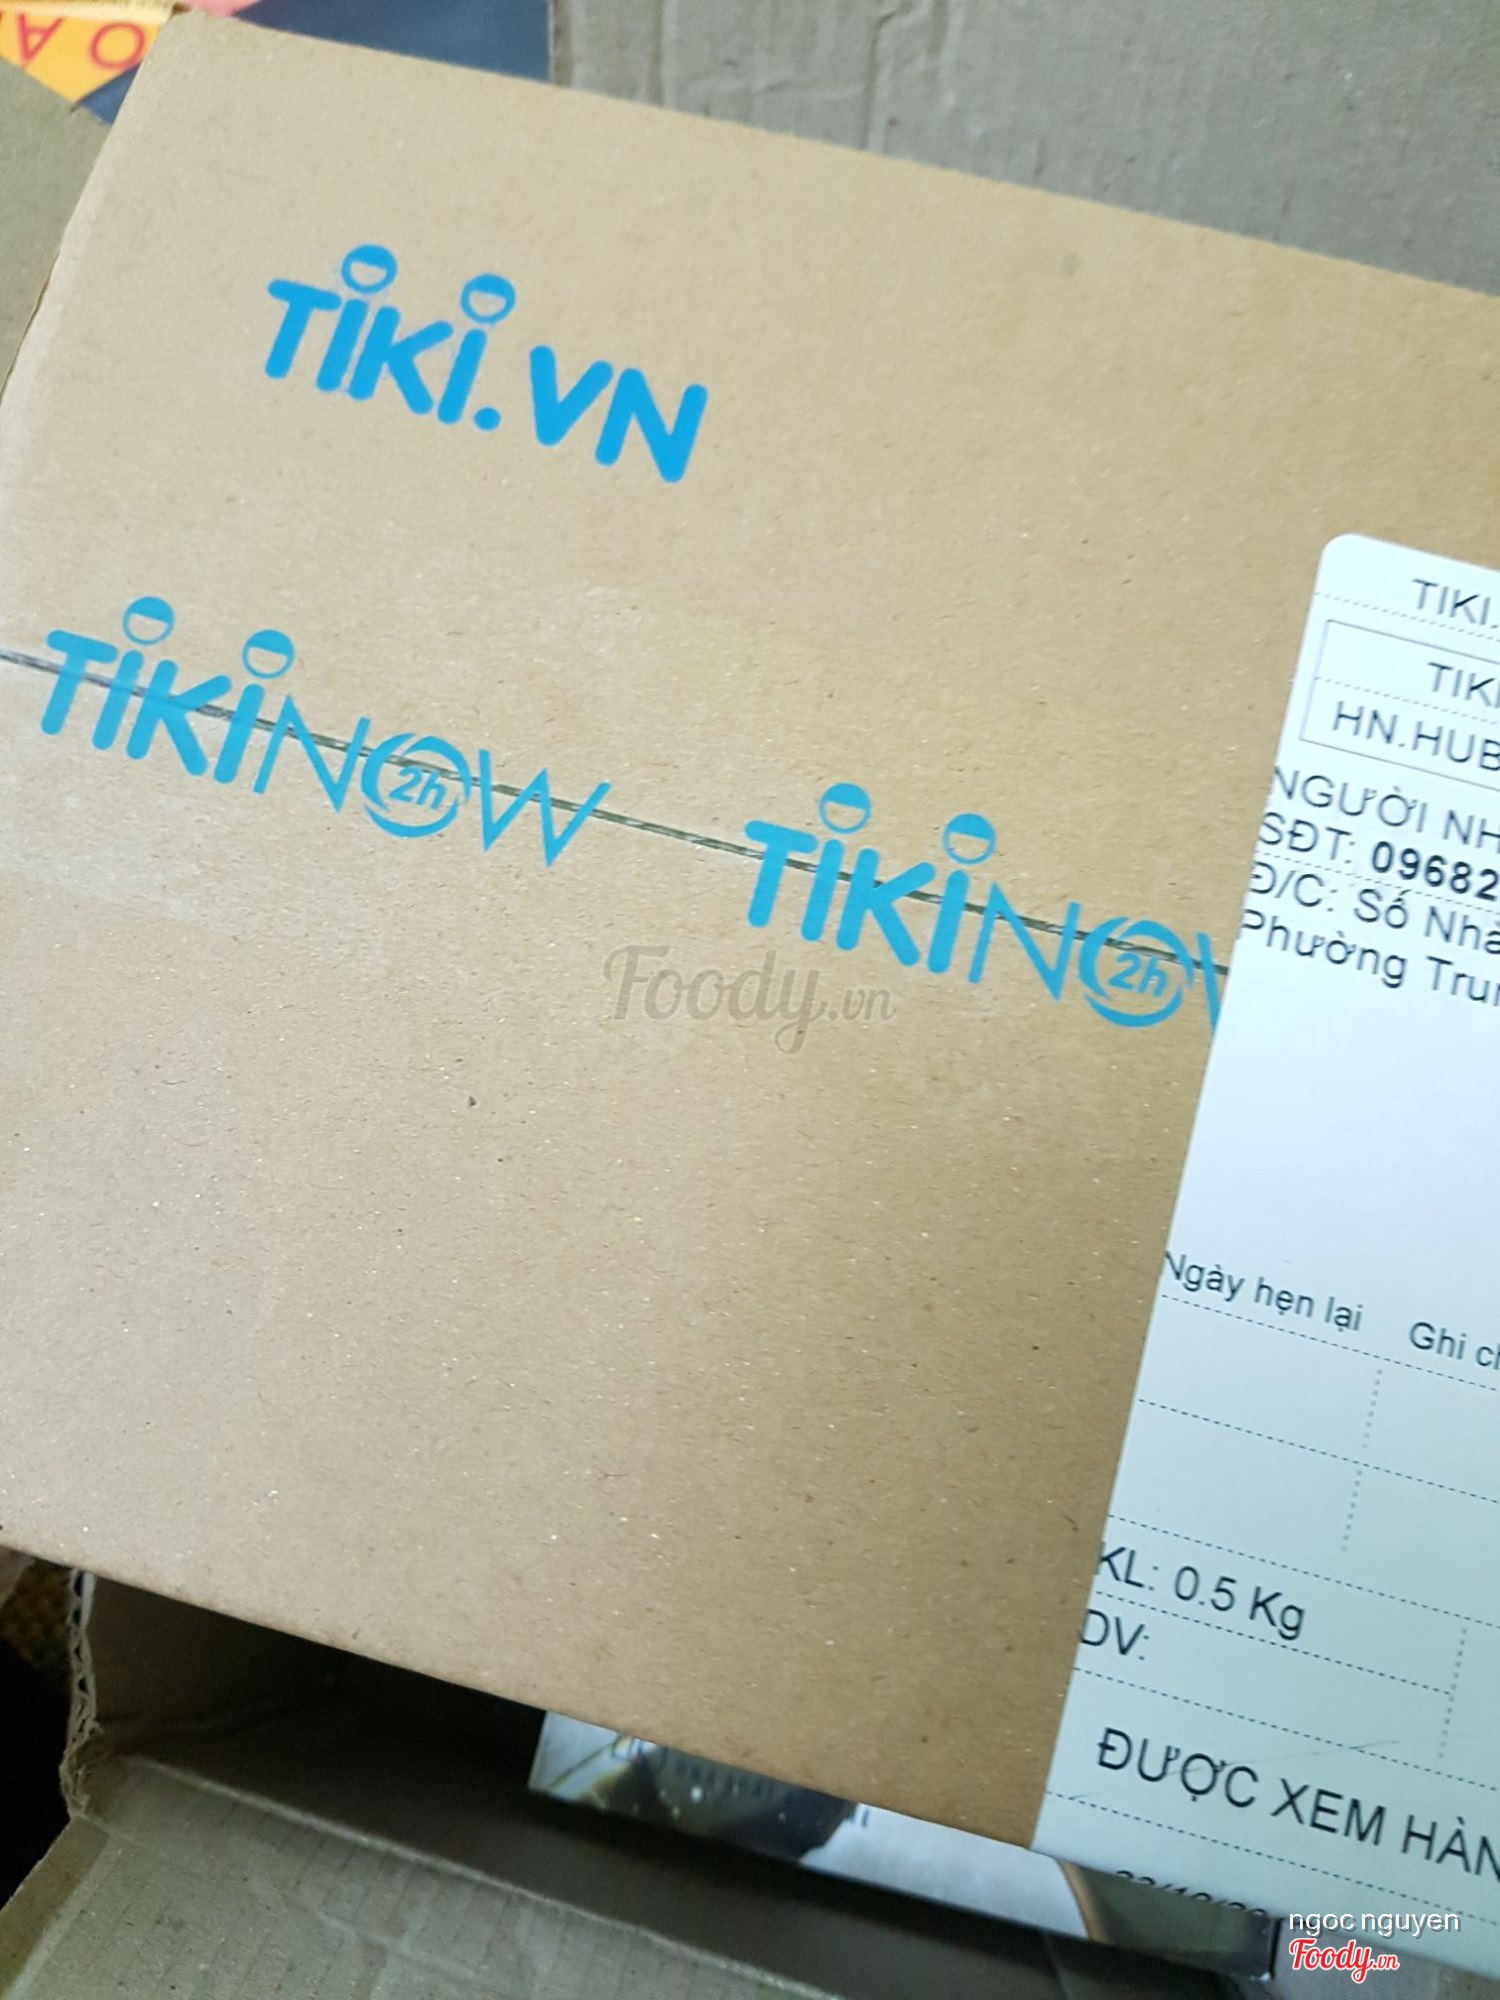 TIKI.VN
TIKINOW 2h
TIKINOW 2h
TIKI.
TIKI
HN.HUB
NGƯỜI NH
SĐT: 09682
Đ/C: Số Nhà
Phường Trun
Foody.vn
Ngày hẹn lại Ghi ch
KL: 0.5 Kg
DV:
ĐƯỢC XEM HÀN
ngoc nguyen
Foody.vn